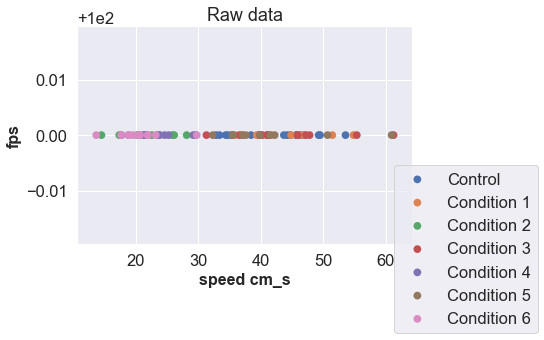 Raw data
+1e2
0.01
0.00
−0.01
fps
20
30
40
50
60
speed cm_s
Control
Condition 1
Condition 2
Condition 3
Condition 4
Condition 5
Condition 6